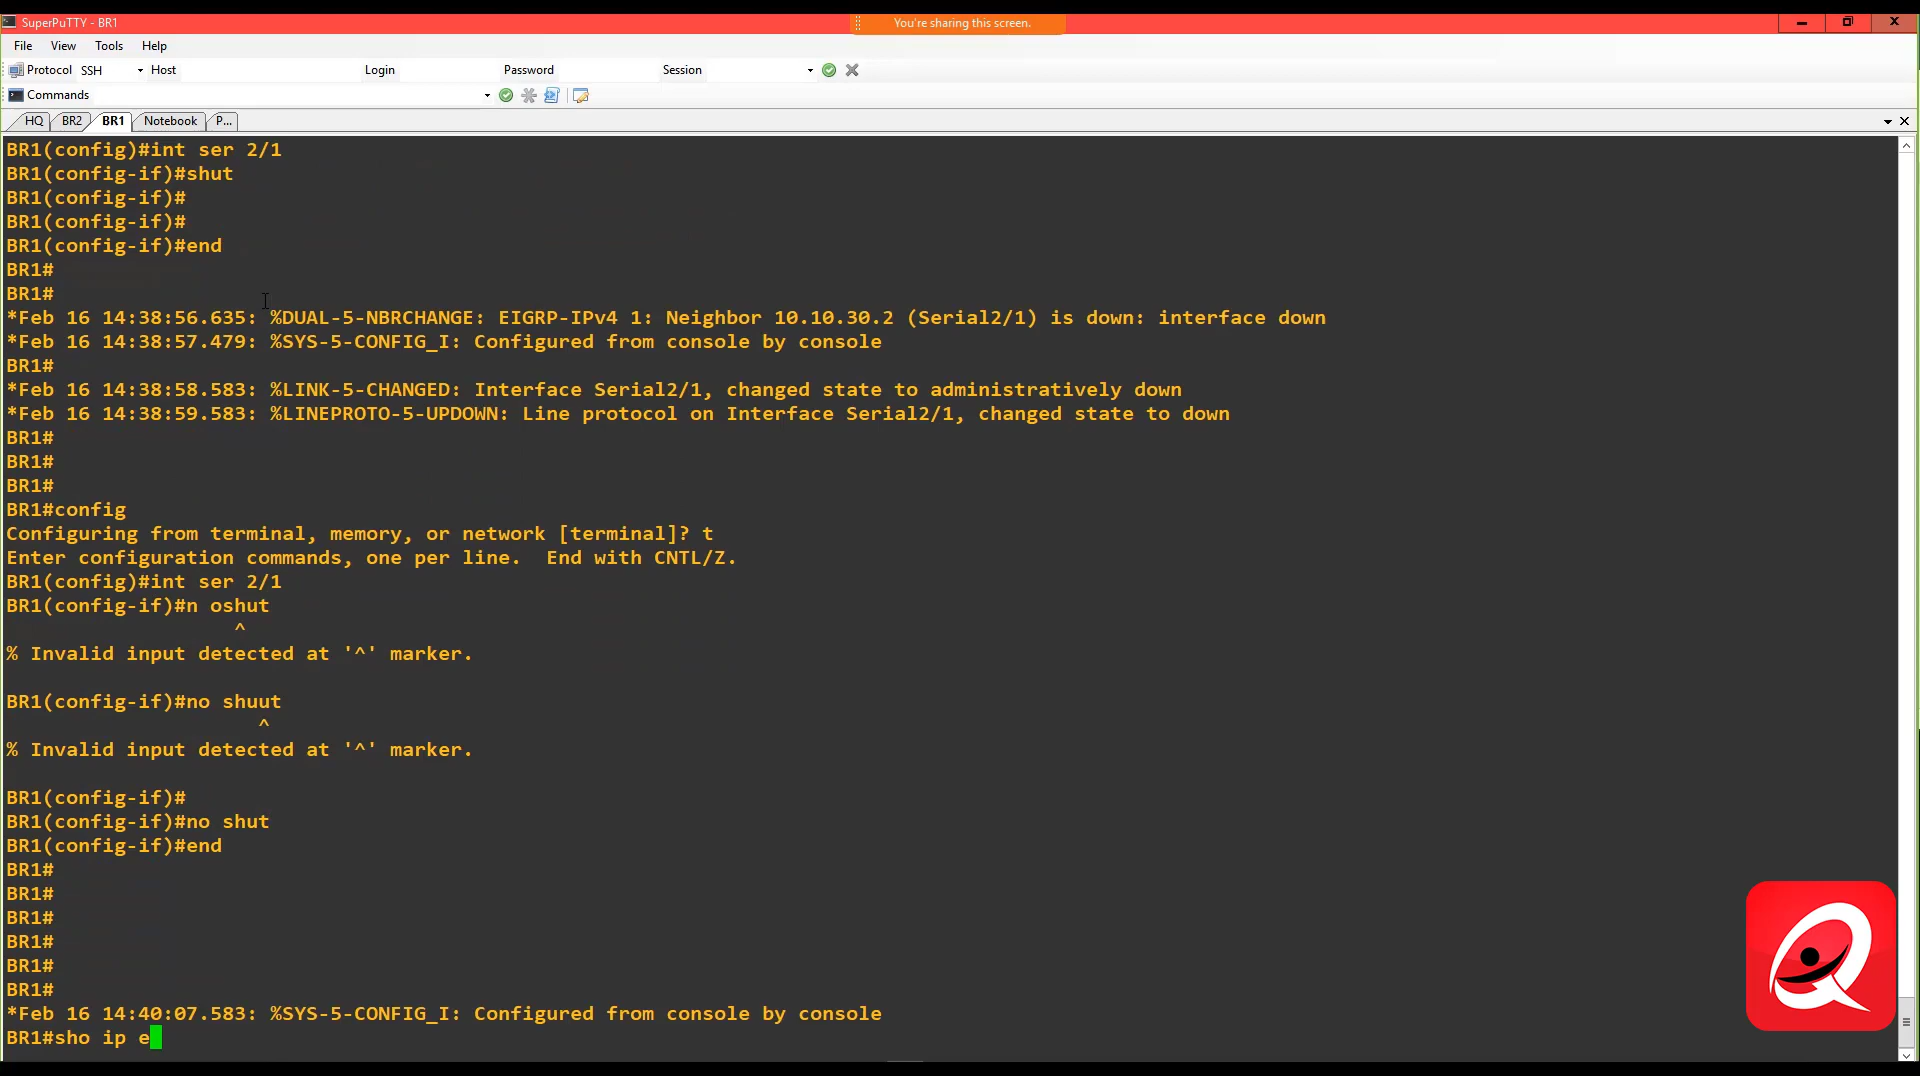 SuperPuTTY - BR1
You're sharing this screen.
File View Tools Help
Protocol SSH Host Login Password Session
Commands
HQ BR2 BR1 Notebook P...
BR1(config)#int ser 2/1
BR1(config-if)#shut
BR1(config-if)#
BR1(config-if)#
BR1(config-if)#end
BR1#
BR1#
*Feb 16 14:38:56.635: %DUAL-5-NBRCHANGE: EIGRP-IPv4 1: Neighbor 10.10.30.2 (Serial2/1) is down: interface down
*Feb 16 14:38:57.479: %SYS-5-CONFIG_I: Configured from console by console
BR1#
*Feb 16 14:38:58.583: %LINK-5-CHANGED: Interface Serial2/1, changed state to administratively down
*Feb 16 14:38:59.583: %LINEPROTO-5-UPDOWN: Line protocol on Interface Serial2/1, changed state to down
BR1#
BR1#
BR1#
BR1#config
Configuring from terminal, memory, or network [terminal]? t
Enter configuration commands, one per line.  End with CNTL/Z.
BR1(config)#int ser 2/1
BR1(config-if)#n oshut
^
% Invalid input detected at '^' marker.
BR1(config-if)#no shuut
^
% Invalid input detected at '^' marker.
BR1(config-if)#
BR1(config-if)#no shut
BR1(config-if)#end
BR1#
BR1#
BR1#
BR1#
BR1#
BR1#
*Feb 16 14:40:07.583: %SYS-5-CONFIG_I: Configured from console by console
BR1#sho ip e